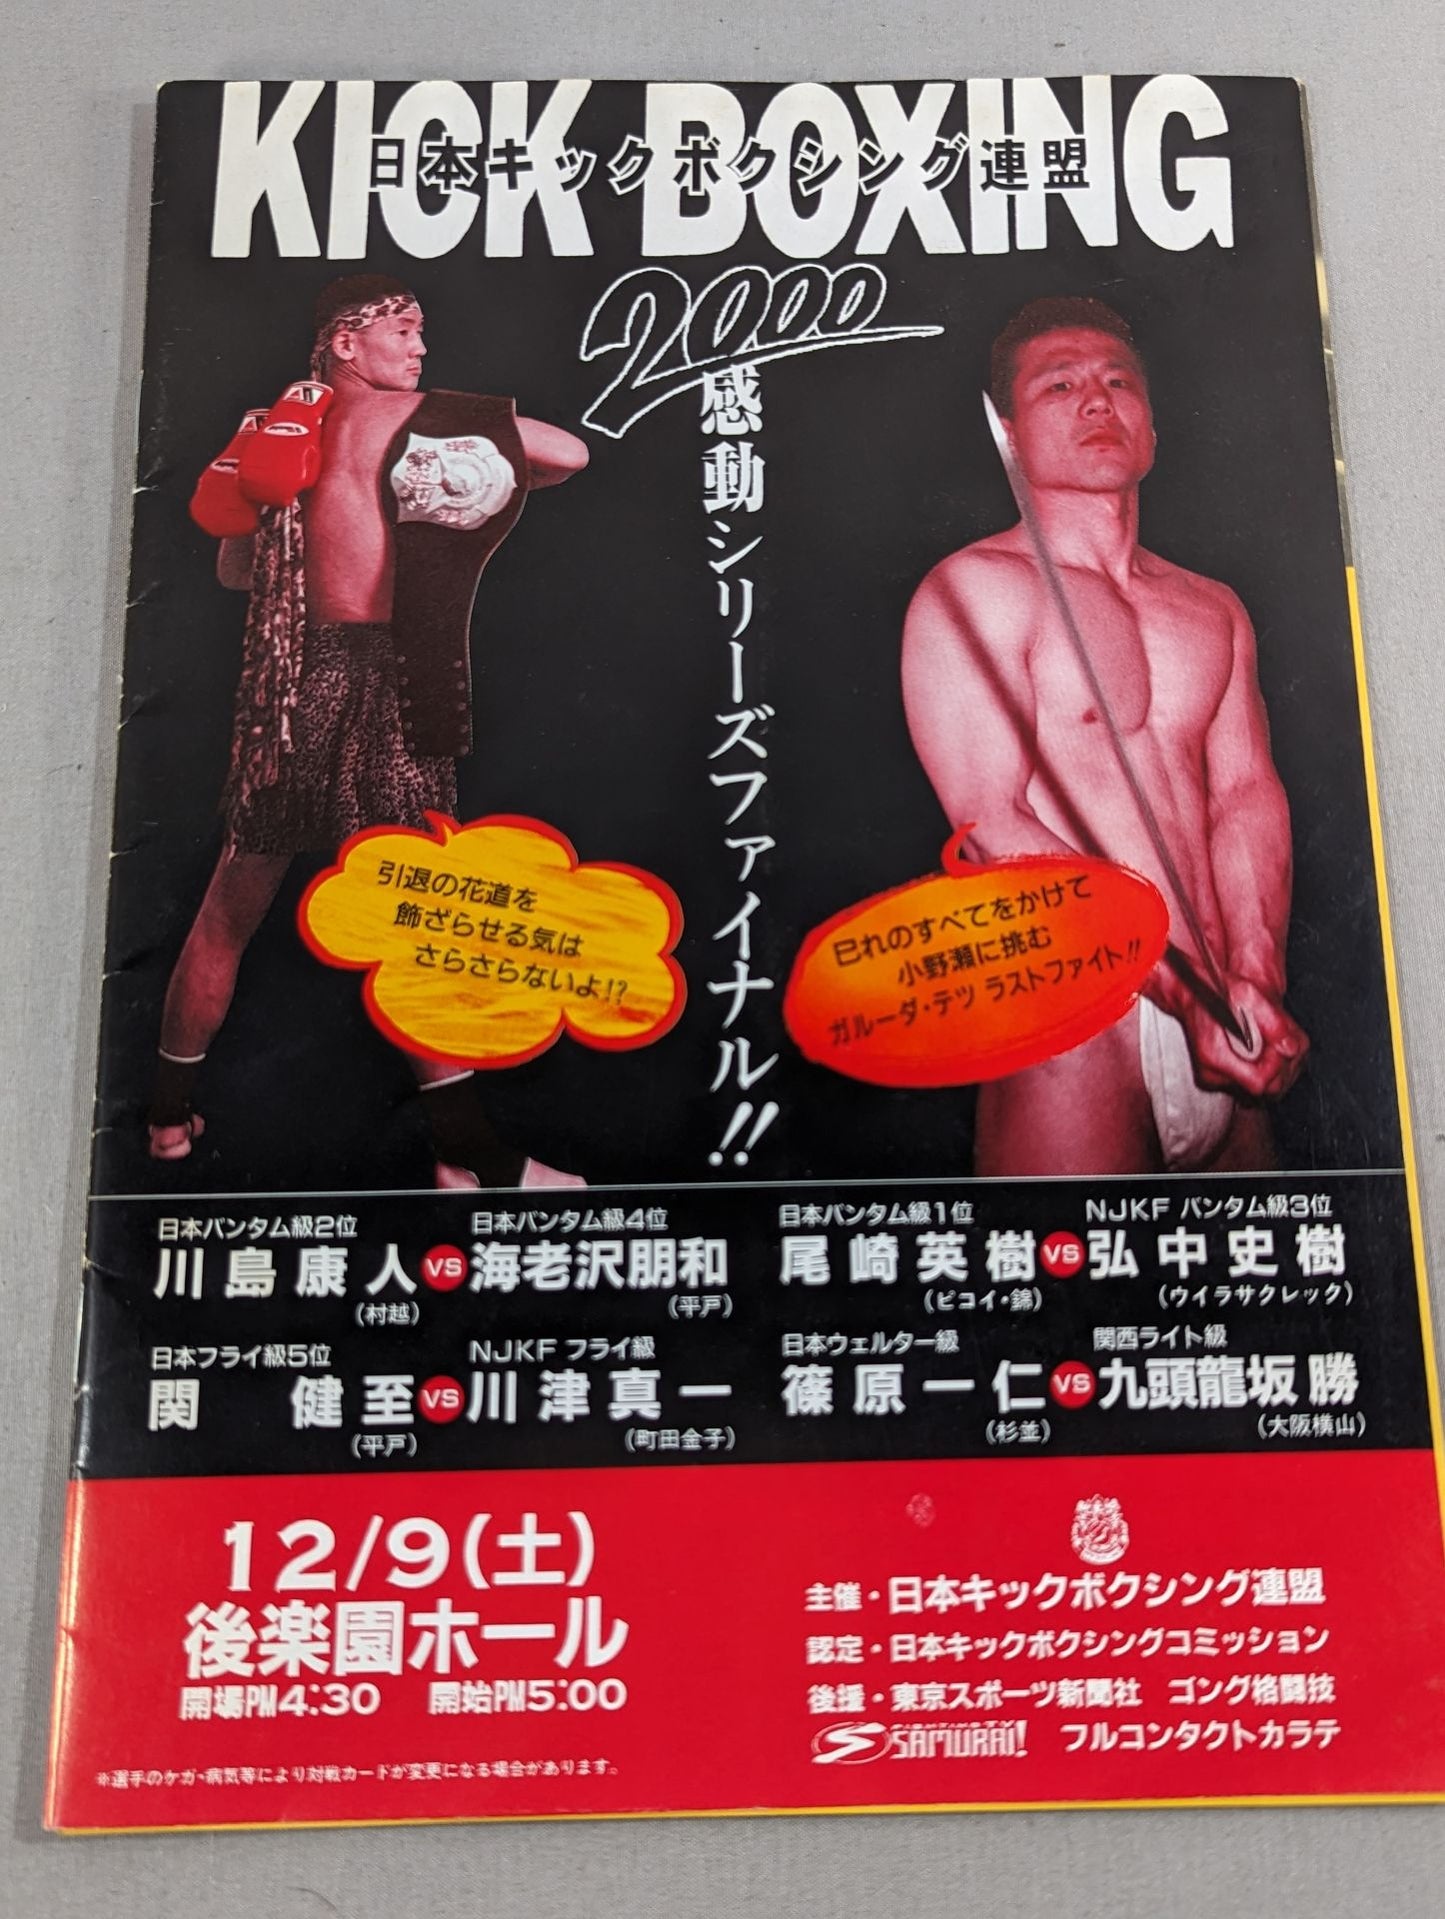 KICK BOXING
日本キックボクシング連盟
2000
感動シリーズファイナル!!
引退の花道を
飾ざらせる気は
さらさらないよ!?
己れのすべてをかけて
小野瀬に挑む
ガルーダ・テツ ラストファイト!!
日本バンタム級2位 日本バンタム級4位
川島康人 VS 海老沢朋和
(村越) (平戸)
日本バンタム級1位 NJKF バンタム級3位
尾崎英樹 VS 弘中史樹
(ピコイ・錦) (ウイラサクレック)
日本フライ級5位 NJKF フライ級
関健至 VS 川津真一
(平戸) (町田金子)
日本ウェルター級 関西ライト級
篠原一仁 VS 九頭龍坂勝
(杉並) (大阪横山)
12/9(土)
後楽園ホール
開場PM4:30 開始PM5:00
※選手のケガ・病気等により対戦カードが変更になる場合があります。
主催・日本キックボクシング連盟
認定・日本キックボクシングコミッション
後援・東京スポーツ新聞社 ゴング格闘技
FIGHTING TV SAMURAI! フルコンタクトカラテ